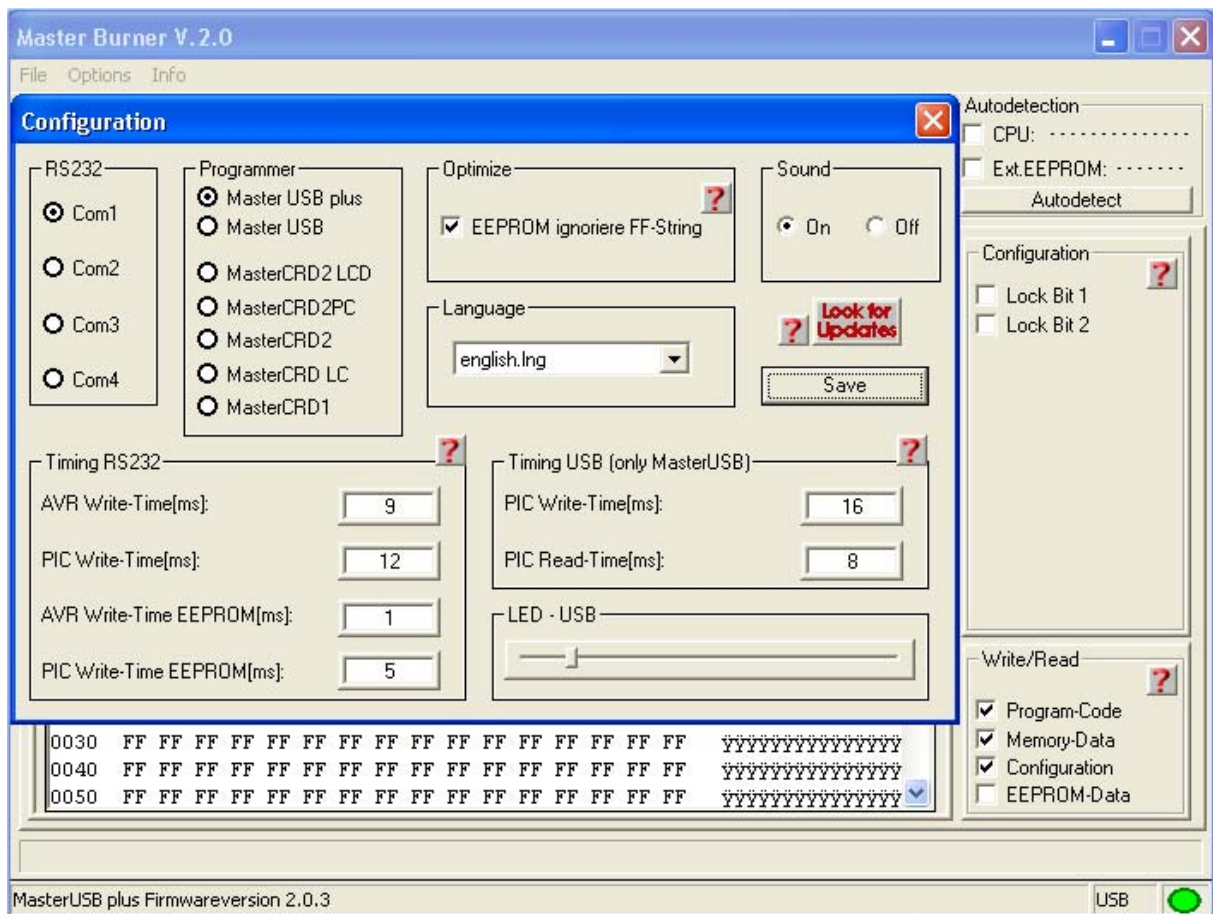 Master Burner V.2.0
File Options Info
Configuration
RS232
Com1
Com2
Com3
Com4
Programmer
Master USB plus
Master USB
MasterCRD2 LCD
MasterCRD2PC
MasterCRD2
MasterCRD LC
MasterCRD1
Optimize
?
EEPROM ignoriere FF-String
Language
english.lng
Sound
On Off
?
Look for
Updates
Save
Timing RS232
?
AVR Write-Time[ms]: 9
PIC Write-Time[ms]: 12
AVR Write-Time EEPROM[ms]: 1
PIC Write-Time EEPROM[ms]: 5
Timing USB (only MasterUSB)
?
PIC Write-Time[ms]: 16
PIC Read-Time[ms]: 8
LED - USB
Autodetection
CPU: --------------
Ext.EEPROM: -------
Autodetect
Configuration
?
Lock Bit 1
Lock Bit 2
Write/Read
?
Program-Code
Memory-Data
Configuration
EEPROM-Data
0030 FF FF FF FF FF FF FF FF FF FF FF FF FF FF FF FF ÿÿÿÿÿÿÿÿÿÿÿÿÿÿÿ
0040 FF FF FF FF FF FF FF FF FF FF FF FF FF FF FF FF ÿÿÿÿÿÿÿÿÿÿÿÿÿÿÿ
0050 FF FF FF FF FF FF FF FF FF FF FF FF FF FF FF FF ÿÿÿÿÿÿÿÿÿÿÿÿÿÿÿ
MasterUSB plus Firmwareversion 2.0.3
USB